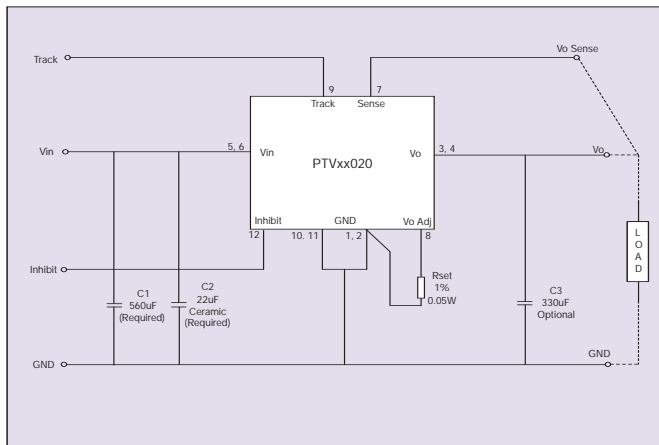 Track
Vo Sense
9
7
Track
Sense
Vin
5, 6
Vin
PTVxx020
Vo
3, 4
Vo
Inhibit
GND
Vo Adj
12
10. 11
1, 2
8
LOAD
Inhibit
Rset
1%
0.05W
C1
560uF
(Required)
C2
22uF
Ceramic
(Required)
C3
330uF
Optional
GND
GND